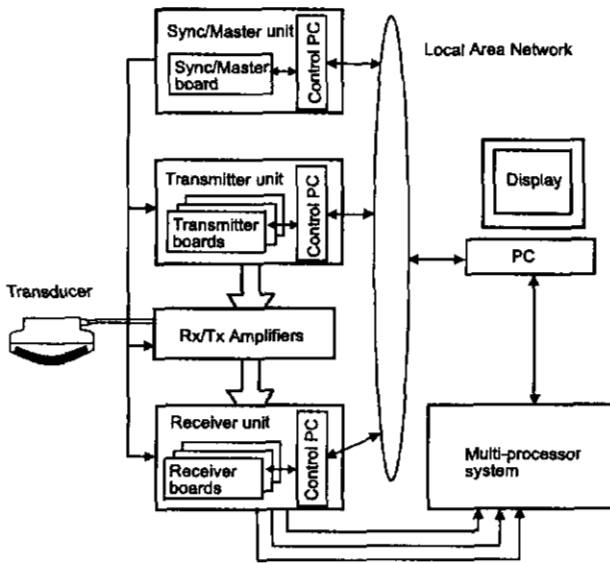 Sync/Master unit
Sync/Master
board
Control PC
Local Area Network
Transmitter unit
Transmitter
boards
Control PC
Display
PC
Transducer
Rx/Tx Amplifiers
Receiver unit
Receiver
boards
Control PC
Multi-processor
system